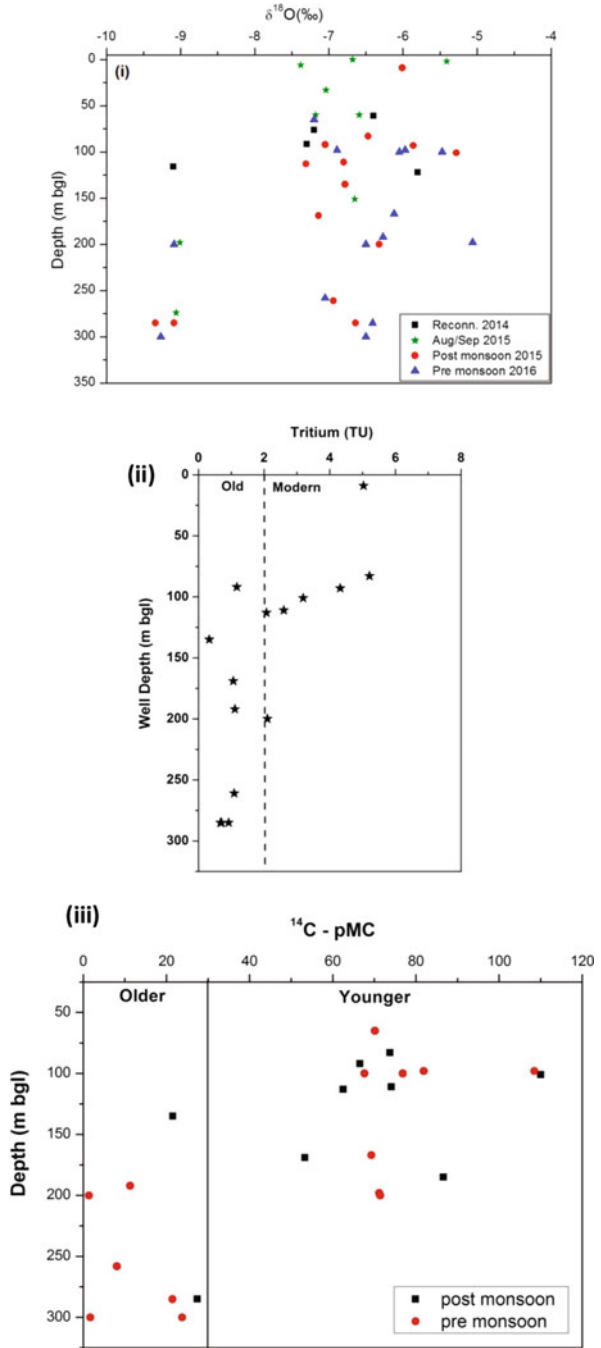 δ¹⁸O(‰)
-10 -9 -8 -7 -6 -5 -4
(i)
0
50
100
150
200
250
300
350
Depth (m bgl)
Reconn. 2014
Aug/Sep 2015
Post monsoon 2015
Pre monsoon 2016
Tritium (TU)
(ii)
0 2 4 6 8
Old Modern
0
50
100
150
200
250
300
Well Depth (m bgl)
(iii)
¹⁴C - pMC
0 20 40 60 80 100 120
Older Younger
50
100
150
200
250
300
Depth (m bgl)
post monsoon
pre monsoon